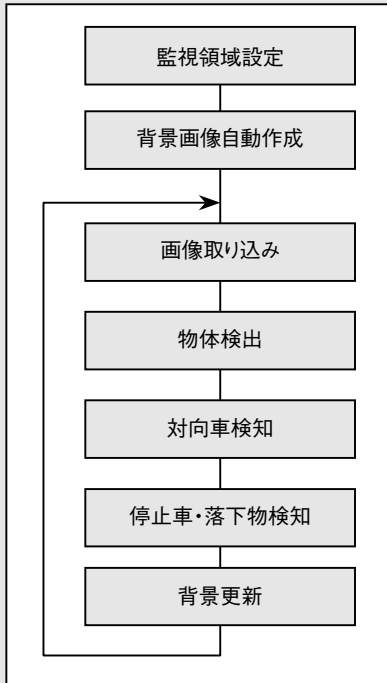 監視領域設定
背景画像自動作成
画像取り込み
物体検出
対向車検知
停止車・落下物検知
背景更新